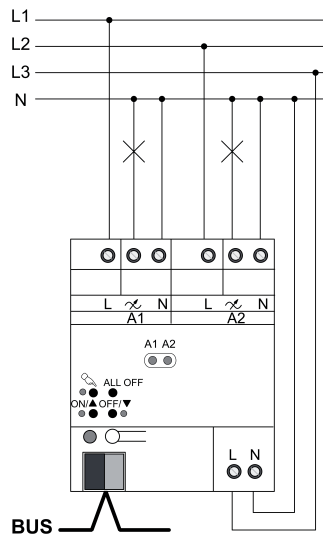 L1
L2
L3
N
L N L N
A1 A2
A1 A2
ALL OFF
ON/▲ OFF/▼
L N
BUS